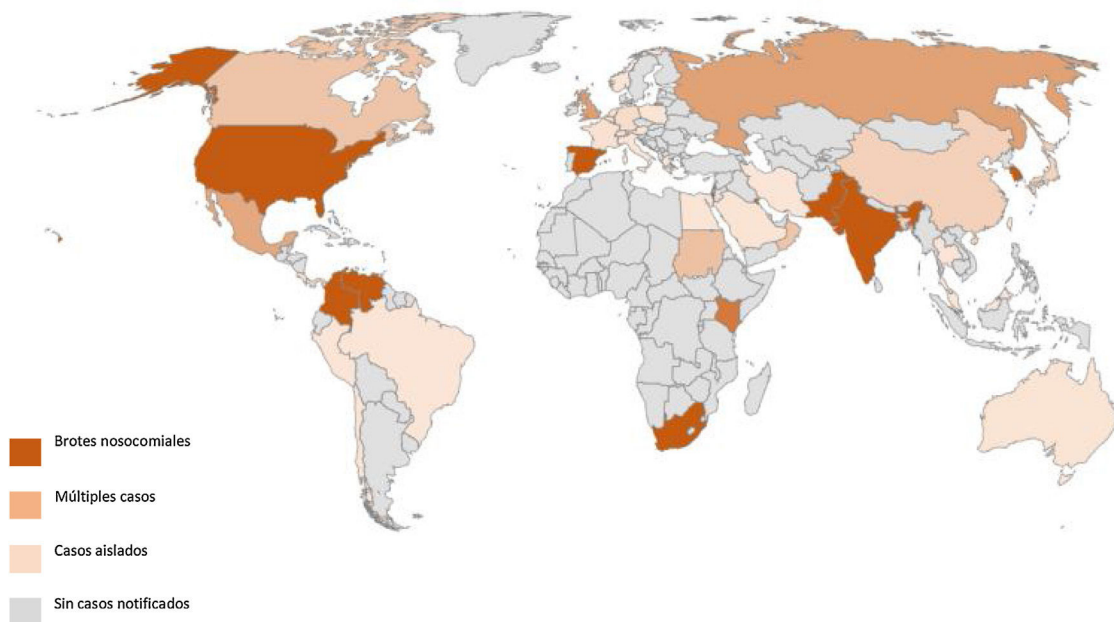 Brotes nosocomiales
Múltiples casos
Casos aislados
Sin casos notificados